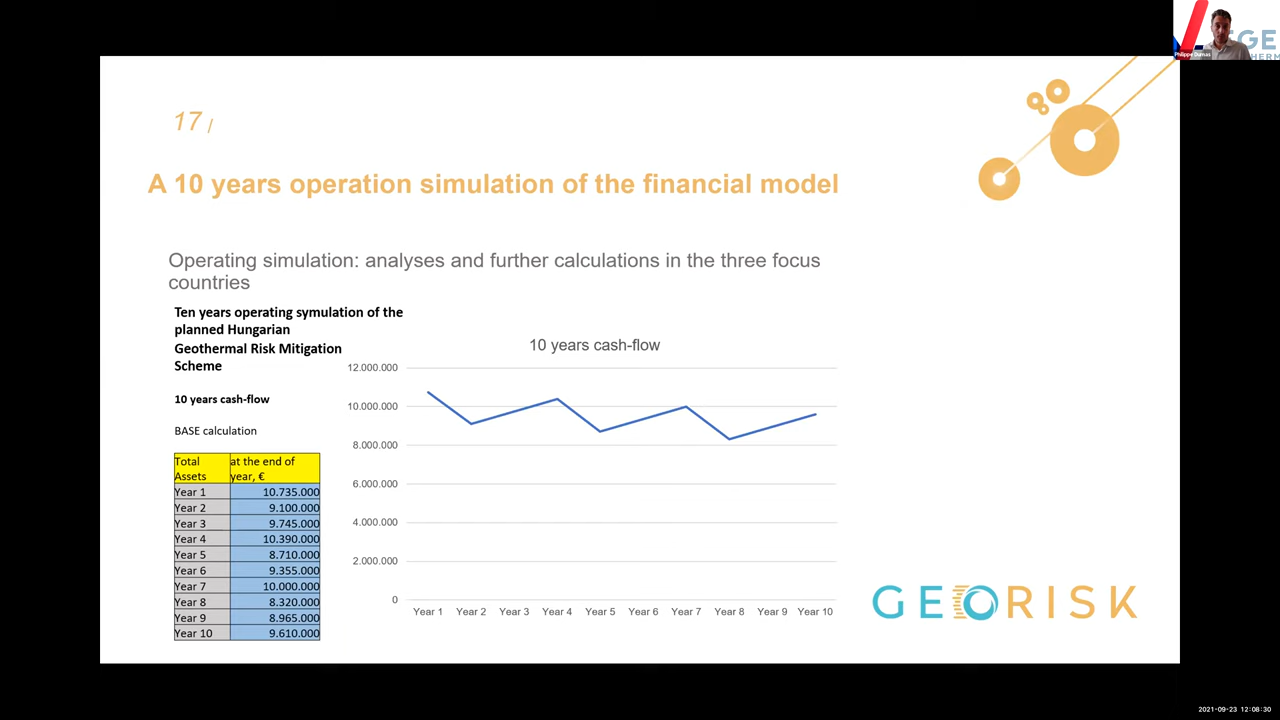 Philippe Dumas
17 /
A 10 years operation simulation of the financial model
Operating simulation: analyses and further calculations in the three focus
countries
Ten years operating symulation of the
planned Hungarian
Geothermal Risk Mitigation
Scheme
10 years cash-flow
BASE calculation
Total Assets at the end of year, €
Year 1 10.735.000
Year 2 9.100.000
Year 3 9.745.000
Year 4 10.390.000
Year 5 8.710.000
Year 6 9.355.000
Year 7 10.000.000
Year 8 8.320.000
Year 9 8.965.000
Year 10 9.610.000
10 years cash-flow
12.000.000
10.000.000
8.000.000
6.000.000
4.000.000
2.000.000
0
Year 1 Year 2 Year 3 Year 4 Year 5 Year 6 Year 7 Year 8 Year 9 Year 10
GEORISK
2021-09-23 12:08:30